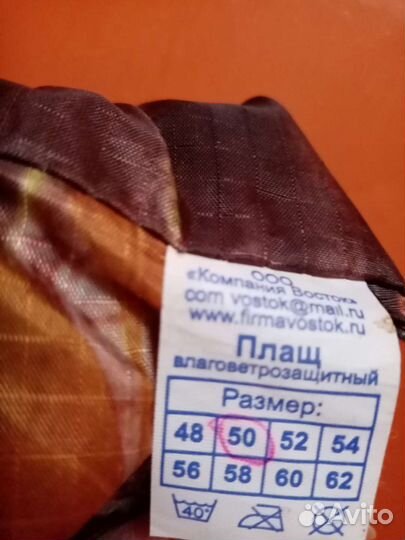 ООО
«Компания Восток»
com vostok@mail.ru
www.firmavostok.ru
Плащ
влаговетрозащитный
Размер:
48 50 52 54
56 58 60 62
40°
Avito